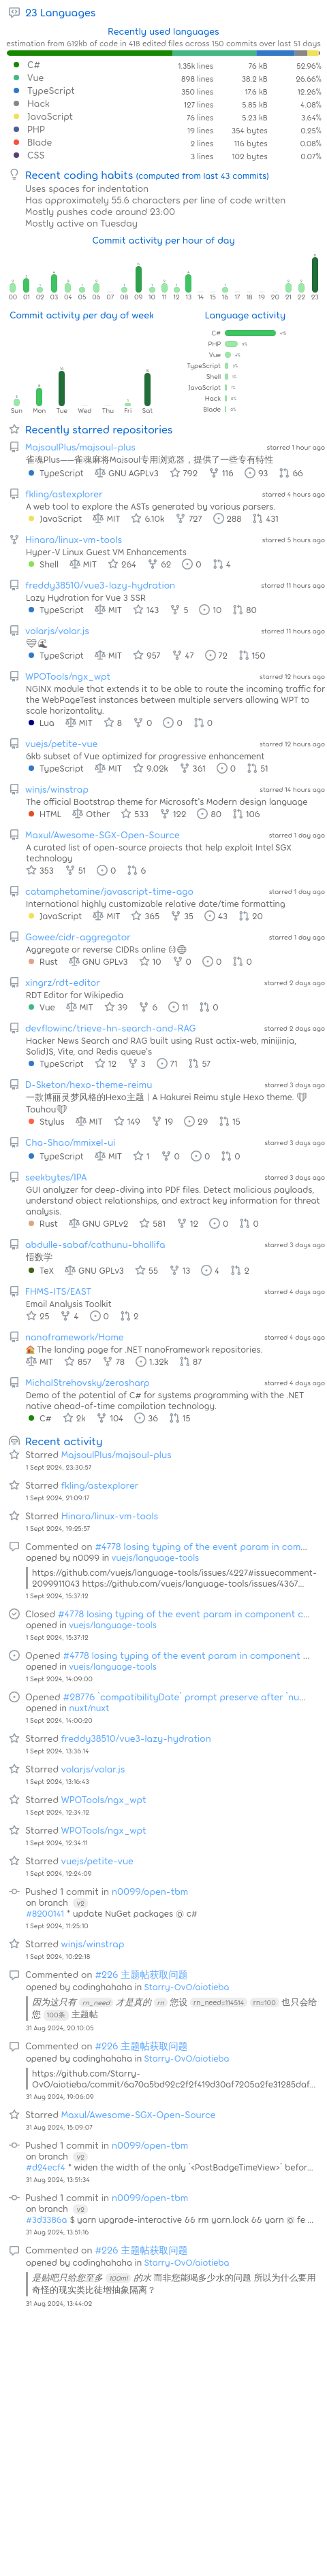 23 Languages
Recently used languages
estimation from 612kb of code in 418 edited files across 150 commits over last 51 days
C# 1.35k lines 76 kB 52.96%
Vue 898 lines 38.2 kB 26.66%
TypeScript 350 lines 17.6 kB 12.26%
Hack 127 lines 5.85 kB 4.08%
JavaScript 76 lines 5.23 kB 3.64%
PHP 19 lines 354 bytes 0.25%
Blade 2 lines 116 bytes 0.08%
CSS 3 lines 102 bytes 0.07%
Recent coding habits (computed from last 43 commits)
Uses spaces for indentation
Has approximately 55.6 characters per line of code written
Mostly pushes code around 23:00
Mostly active on Tuesday
Commit activity per hour of day
00 01 02 03 04 05 06 07 08 09 10 11 12 13 14 15 16 17 18 19 20 21 22 23
Commit activity per day of week
Sun Mon Tue Wed Thu Fri Sat
Language activity
C#
PHP
Vue
TypeScript
Shell
JavaScript
Hack
Blade
Recently starred repositories
MajsoulPlus/majsoul-plus starred 1 hour ago
雀魂Plus——雀魂麻将Majsoul专用浏览器，提供了一些专有特性
TypeScript GNU AGPLv3 792 116 93 66
fkling/astexplorer starred 4 hours ago
A web tool to explore the ASTs generated by various parsers.
JavaScript MIT 6.10k 727 288 431
Hinara/linux-vm-tools starred 5 hours ago
Hyper-V Linux Guest VM Enhancements
Shell MIT 264 62 0 4
freddy38510/vue3-lazy-hydration starred 11 hours ago
Lazy Hydration for Vue 3 SSR
TypeScript MIT 143 5 10 80
volarjs/volar.js starred 11 hours ago
TypeScript MIT 957 47 72 150
WPOTools/ngx_wpt starred 12 hours ago
NGINX module that extends it to be able to route the incoming traffic for
the WebPageTest instances between multiple servers allowing WPT to
scale horizontally.
Lua MIT 8 0 0 0
vuejs/petite-vue starred 12 hours ago
6kb subset of Vue optimized for progressive enhancement
TypeScript MIT 9.02k 361 0 51
winjs/winstrap starred 14 hours ago
The official Bootstrap theme for Microsoft's Modern design language
HTML Other 533 122 80 106
Maxul/Awesome-SGX-Open-Source starred 1 day ago
A curated list of open-source projects that help exploit Intel SGX
technology
353 51 0 6
catamphetamine/javascript-time-ago starred 1 day ago
International highly customizable relative date/time formatting
JavaScript MIT 365 35 43 20
Gowee/cidr-aggregator starred 1 day ago
Aggregate or reverse CIDRs online
Rust GNU GPLv3 10 0 0 0
xingrz/rdt-editor starred 2 days ago
RDT Editor for Wikipedia
Vue MIT 39 6 11 0
devflowinc/trieve-hn-search-and-RAG starred 2 days ago
Hacker News Search and RAG built using Rust actix-web, minijinja,
SolidJS, Vite, and Redis queue's
TypeScript 12 3 71 57
D-Sketon/hexo-theme-reimu starred 3 days ago
一款博丽灵梦风格的Hexo主题 | A Hakurei Reimu style Hexo theme.
Touhou
Stylus MIT 149 19 29 15
Cha-Shao/mmixel-ui starred 3 days ago
TypeScript MIT 1 0 0 0
seekbytes/IPA starred 3 days ago
GUI analyzer for deep-diving into PDF files. Detect malicious payloads,
understand object relationships, and extract key information for threat
analysis.
Rust GNU GPLv2 581 12 0 0
abdulle-sabaf/cathunu-bhallifa starred 3 days ago
悟数学
TeX GNU GPLv3 55 13 4 2
FHMS-ITS/EAST starred 4 days ago
Email Analysis Toolkit
25 4 0 2
nanoframework/Home starred 4 days ago
The landing page for .NET nanoFramework repositories.
MIT 857 78 1.32k 87
MichalStrehovsky/zerosharp starred 4 days ago
Demo of the potential of C# for systems programming with the .NET
native ahead-of-time compilation technology.
C# 2k 104 36 15
Recent activity
Starred MajsoulPlus/majsoul-plus
1 Sept 2024, 23:30:57
Starred fkling/astexplorer
1 Sept 2024, 21:09:17
Starred Hinara/linux-vm-tools
1 Sept 2024, 19:25:57
Commented on #4778 losing typing of the event param in com...
opened by n0099 in vuejs/language-tools
https://github.com/vuejs/language-tools/issues/4227#issuecomment-
2099911043 https://github.com/vuejs/language-tools/issues/4367...
1 Sept 2024, 15:37:12
Closed #4778 losing typing of the event param in component c...
opened in vuejs/language-tools
1 Sept 2024, 15:37:12
Opened #4778 losing typing of the event param in component ...
opened in vuejs/language-tools
1 Sept 2024, 14:09:00
Opened #28776 `compatibilityDate` prompt preserve after `nu...
opened in nuxt/nuxt
1 Sept 2024, 14:00:20
Starred freddy38510/vue3-lazy-hydration
1 Sept 2024, 13:36:14
Starred volarjs/volar.js
1 Sept 2024, 13:16:43
Starred WPOTools/ngx_wpt
1 Sept 2024, 12:34:12
Starred WPOTools/ngx_wpt
1 Sept 2024, 12:34:11
Starred vuejs/petite-vue
1 Sept 2024, 12:24:09
Pushed 1 commit in n0099/open-tbm
on branch v2
#8200141 * update NuGet packages @ c#
1 Sept 2024, 11:25:10
Starred winjs/winstrap
1 Sept 2024, 10:22:18
Commented on #226 主题帖获取问题
opened by codinghahaha in Starry-OvO/aiotieba
因为这只有 rn_need 才是真的 rn 您设 rn_need=114514 rn=100 也只会给
您 100条 主题帖
31 Aug 2024, 20:10:05
Commented on #226 主题帖获取问题
opened by codinghahaha in Starry-OvO/aiotieba
https://github.com/Starry-
OvO/aiotieba/commit/6a70a5bd92c2f2f419d30af7205a2fe31285daf...
31 Aug 2024, 19:06:09
Starred Maxul/Awesome-SGX-Open-Source
31 Aug 2024, 15:09:07
Pushed 1 commit in n0099/open-tbm
on branch v2
#d24ecf4 * widen the width of the only `<PostBadgeTimeView>` befor...
31 Aug 2024, 13:51:34
Pushed 1 commit in n0099/open-tbm
on branch v2
#3d3386a $ yarn upgrade-interactive && rm yarn.lock && yarn @ fe ...
31 Aug 2024, 13:51:16
Commented on #226 主题帖获取问题
opened by codinghahaha in Starry-OvO/aiotieba
是贴吧只给您至多 100ml 的水 而非您能喝多少水的问题 所以为什么要用
奇怪的现实类比徒增抽象隔离？
31 Aug 2024, 13:44:02